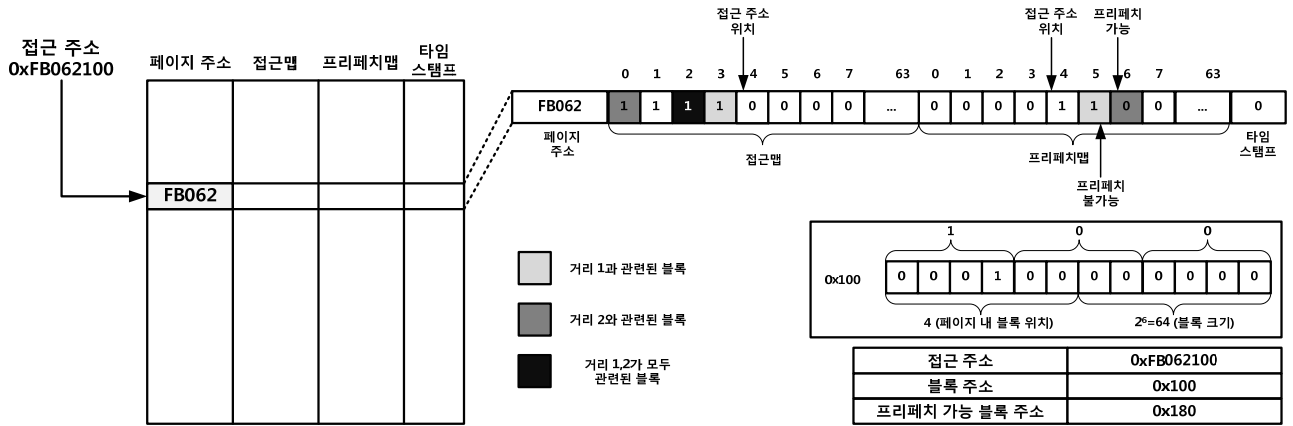 접근 주소
0xFB062100
페이지 주소 접근맵 프리페치맵 타임
스탬프
FB062
접근 주소
위치
접근 주소
위치
프리페치
가능
0 1 2 3 4 5 6 7 63 0 1 2 3 4 5 6 7 63
FB062 1 1 1 1 0 0 0 0 ... 0 0 0 0 1 1 0 0 ... 0
페이지
주소
접근맵
프리페치맵
타임
스탬프
프리페치
불가능
거리 1과 관련된 블록
거리 2와 관련된 블록
거리 1,2가 모두
관련된 블록
1 0 0
0x100 0 0 0 1 0 0 0 0 0 0 0 0
4 (페이지 내 블록 위치) 2⁶=64 (블록 크기)
접근 주소 0xFB062100
블록 주소 0x100
프리페치 가능 블록 주소 0x180